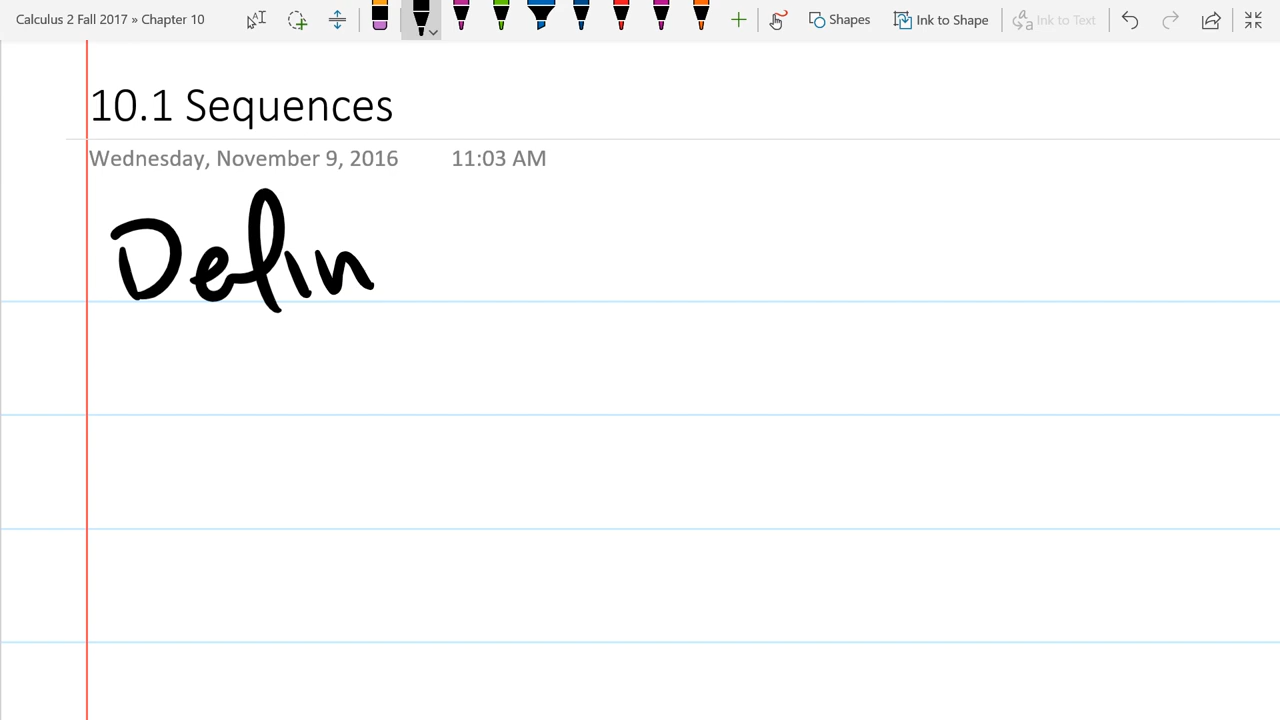 Calculus 2 Fall 2017 » Chapter 10
Shapes
Ink to Shape
Ink to Text
10.1 Sequences
Wednesday, November 9, 2016 11:03 AM
Defin